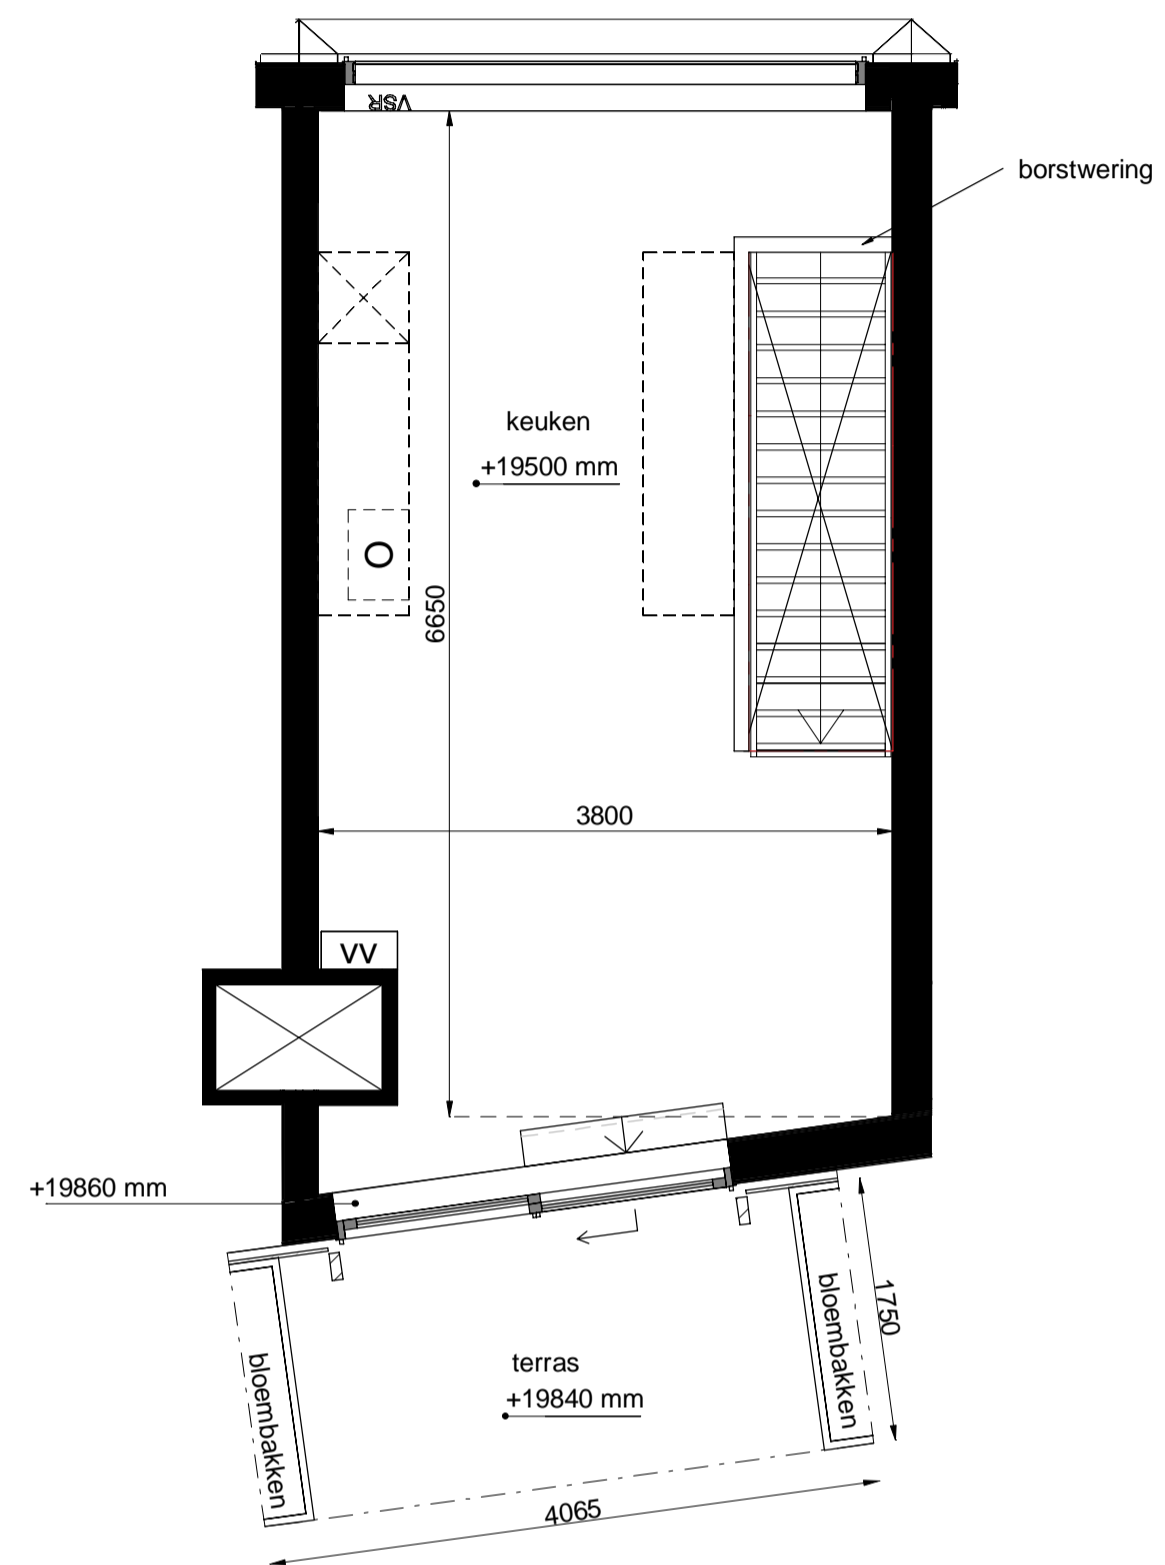 VSR
borstwering
keuken
+19500 mm
O
6650
3800
VV
+19860 mm
bloembakken
bloembakken
1750
terras
+19840 mm
4065